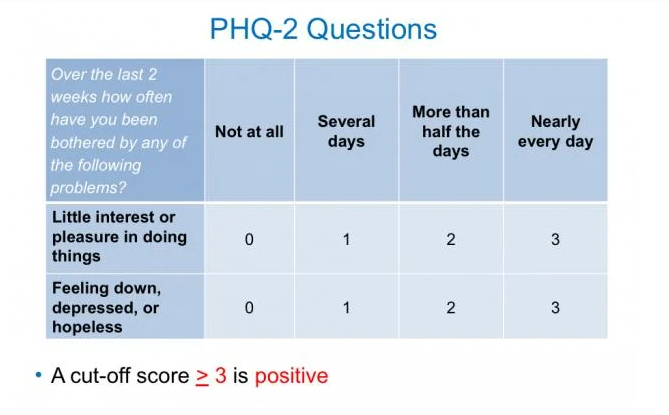 PHQ-2 Questions
Over the last 2
weeks how often
have you been
bothered by any of
the following
problems?
Not at all
Several
days
More than
half the
days
Nearly
every day
Little interest or
pleasure in doing
things
0
1
2
3
Feeling down,
depressed, or
hopeless
0
1
2
3
• A cut-off score ≥ 3 is positive